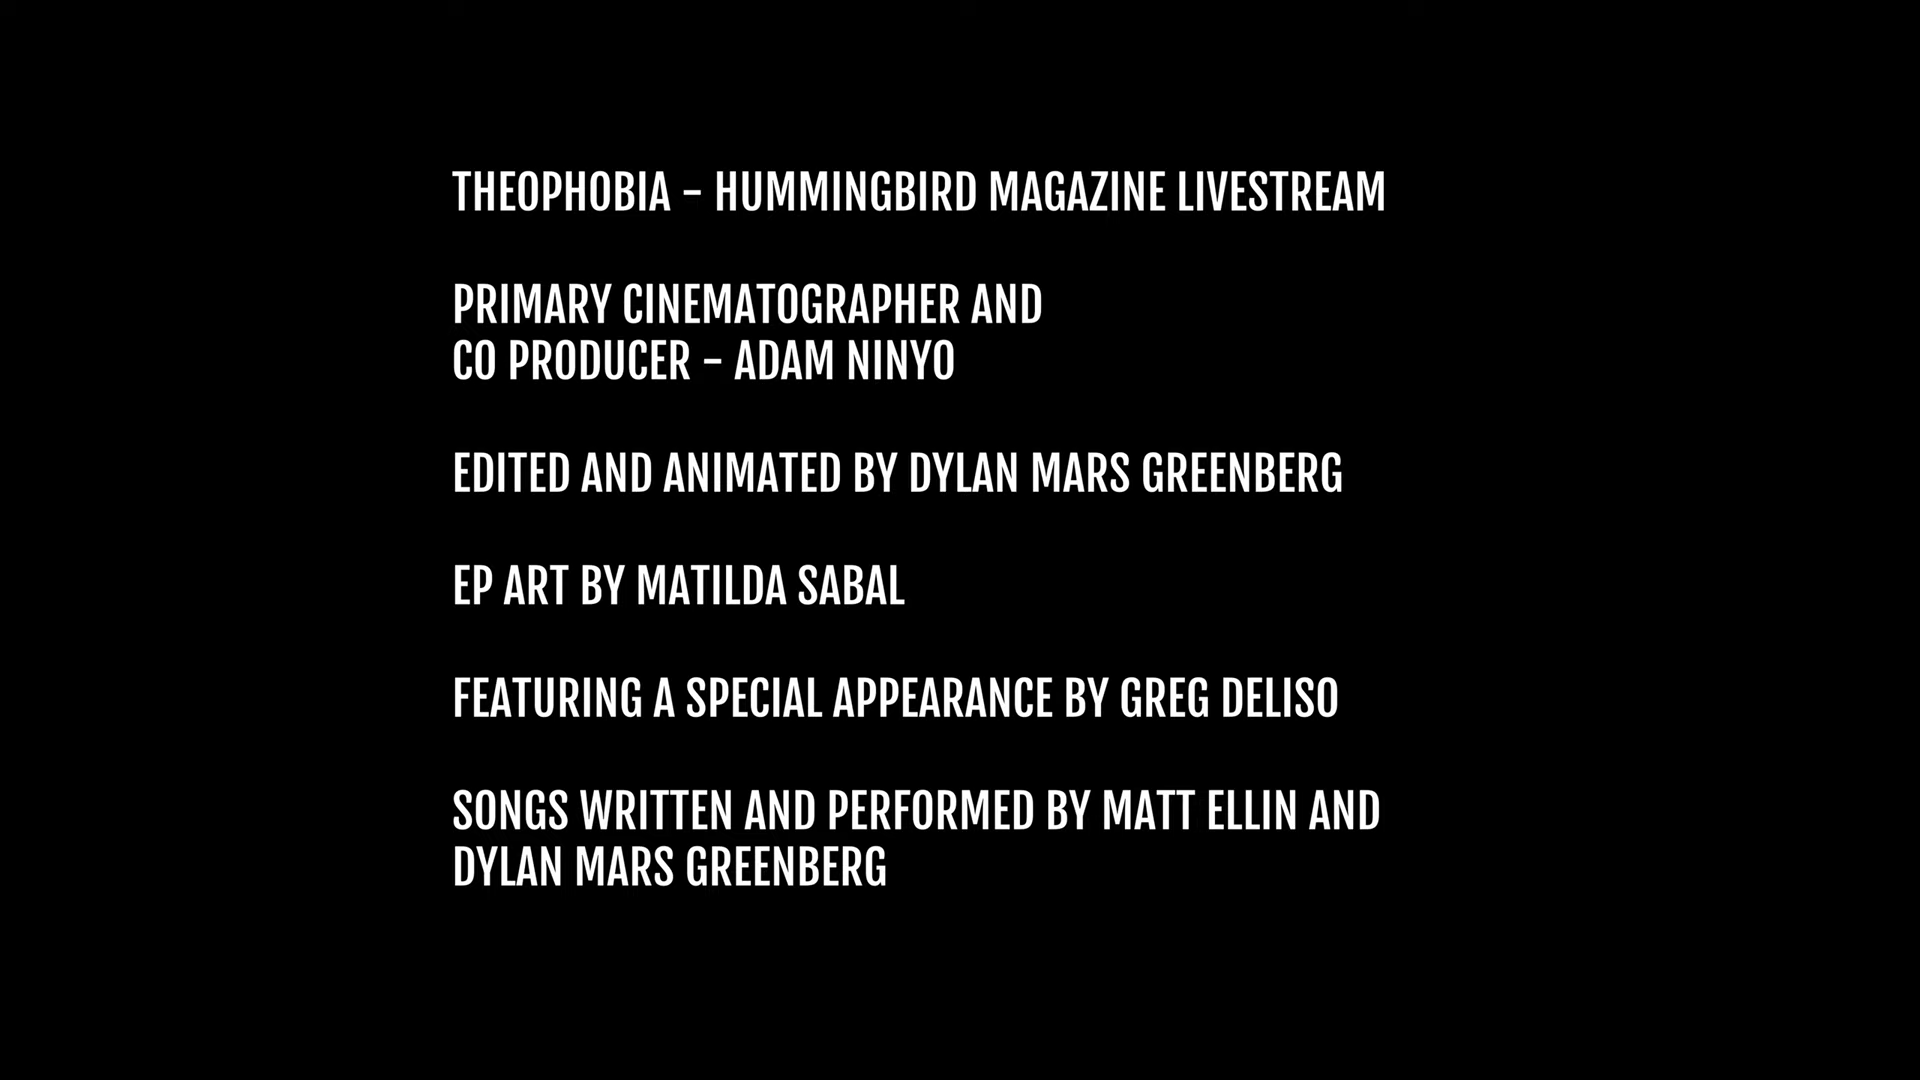 THEOPHOBIA - HUMMINGBIRD MAGAZINE LIVESTREAM
PRIMARY CINEMATOGRAPHER AND
CO PRODUCER - ADAM NINYO
EDITED AND ANIMATED BY DYLAN MARS GREENBERG
EP ART BY MATILDA SABAL
FEATURING A SPECIAL APPEARANCE BY GREG DELISO
SONGS WRITTEN AND PERFORMED BY MATT ELLIN AND
DYLAN MARS GREENBERG